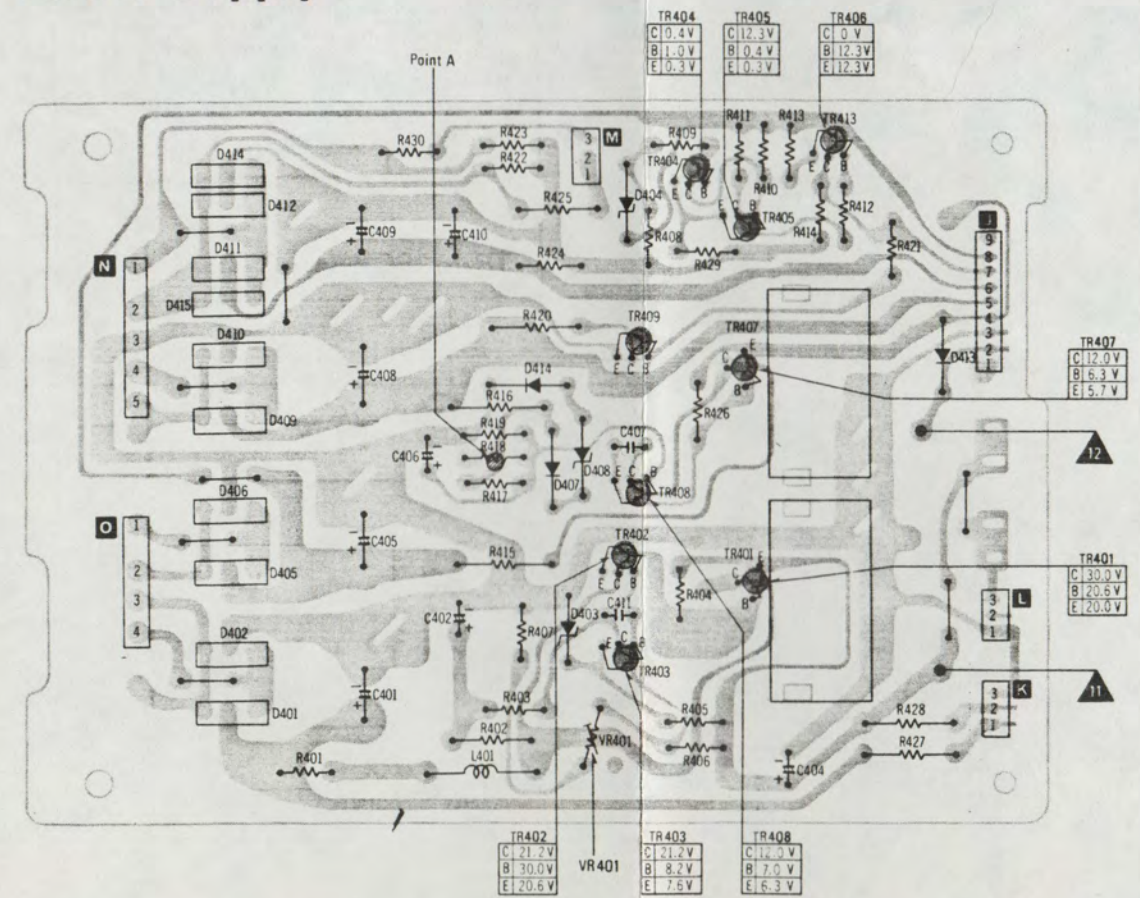 TR404
C 0.4 V
B 1.0 V
E 0.3 V
TR405
C 12.3 V
B 0.4 V
E 0.3 V
TR406
C 0 V
B 12.3 V
E 12.3 V
Point A
R430
R423
R422
3
2
1
M
R409
R411
R413
TR413
E
C
B
D414
D412
R425
D404
TR404
E
C
B
R410
E
C
B
TR405
C409
C410
R408
R414
R412
D411
R424
R429
R421
J
9
8
7
6
5
4
3
2
1
N
1
2
3
4
5
D415
D410
R420
TR409
E
C
B
TR407
E
C
B
D413
TR407
C 12.0 V
B 6.3 V
E 5.7 V
C408
D414
R416
R426
D409
R419
C406
R418
R417
C407
D408
D407
E
C
B
TR408
12
D406
O
1
2
3
4
D405
C405
R415
TR402
E
C
B
TR401
E
C
B
R404
TR401
C 30.0 V
B 20.6 V
E 20.0 V
C402
R407
D403
C411
L
3
2
1
D402
E
C
B
TR403
11
C401
R403
D401
R402
VR401
R405
R406
R428
R427
K
3
2
1
R401
L401
C404
TR402
C 21.2 V
B 30.0 V
E 20.6 V
VR401
TR403
C 21.2 V
B 8.2 V
E 7.6 V
TR408
C 12.0 V
B 7.0 V
E 6.3 V